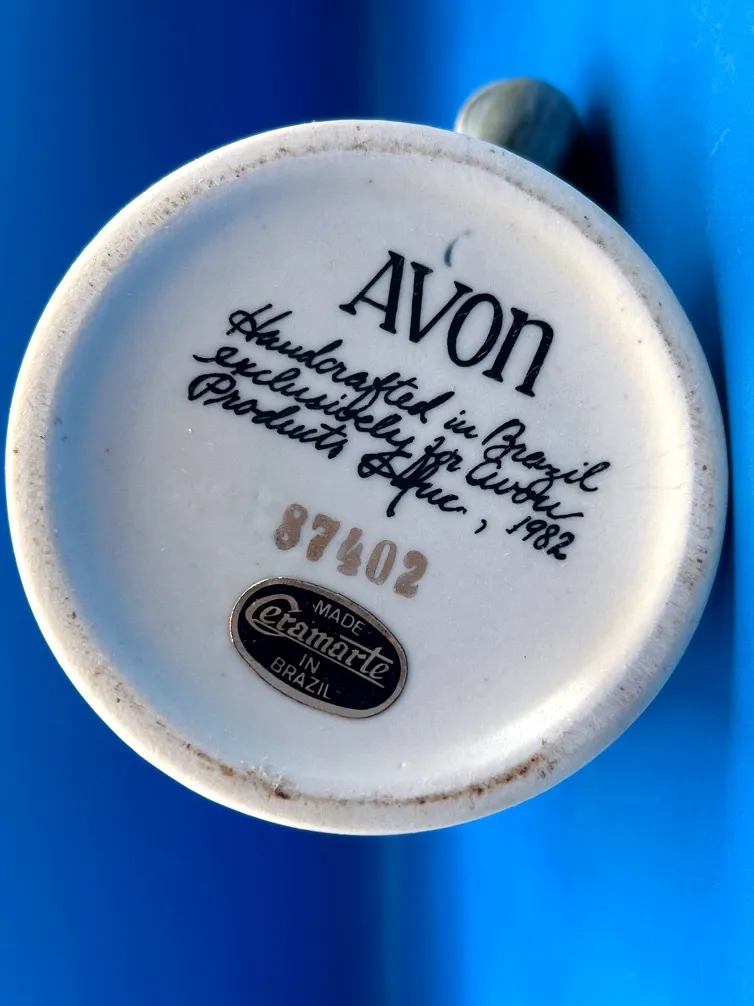 AVON
Handcrafted in Brazil
exclusively for Avon
Products, Inc., 1982
87402
MADE
Ceramarte
IN
BRAZIL